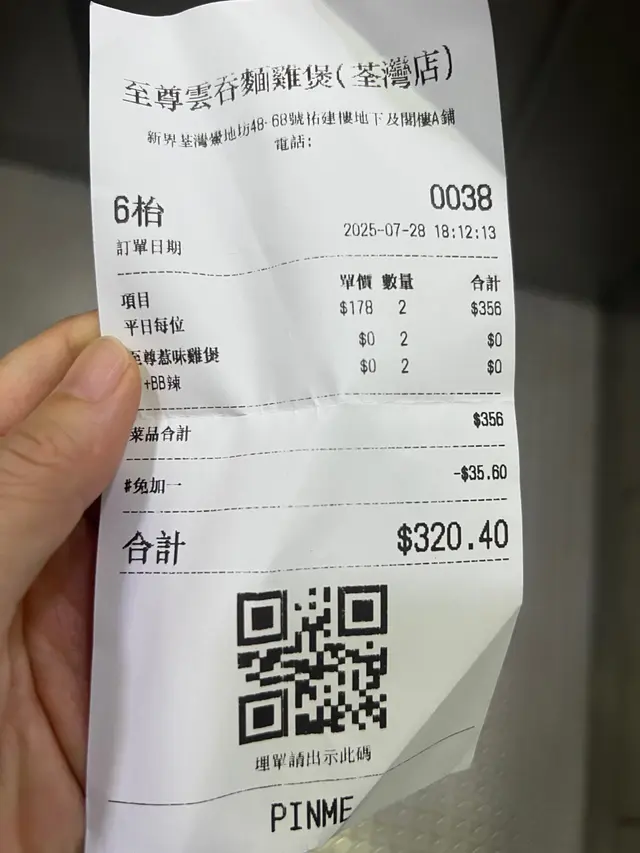 至尊雲吞麵雞煲(荃灣店)
新界荃灣海壩街48-68號祐建樓地下及閣樓A鋪
電話:
6枱 0038
訂單日期 2025-07-28 18:12:13
項目 單價 數量 合計
平日每位 $178 2 $356
至尊惹味雞煲 $0 2 $0
+BB辣 $0 2 $0
菜品合計 $356
#免加一 -$35.60
合計 $320.40
埋單請出示此碼
PINME